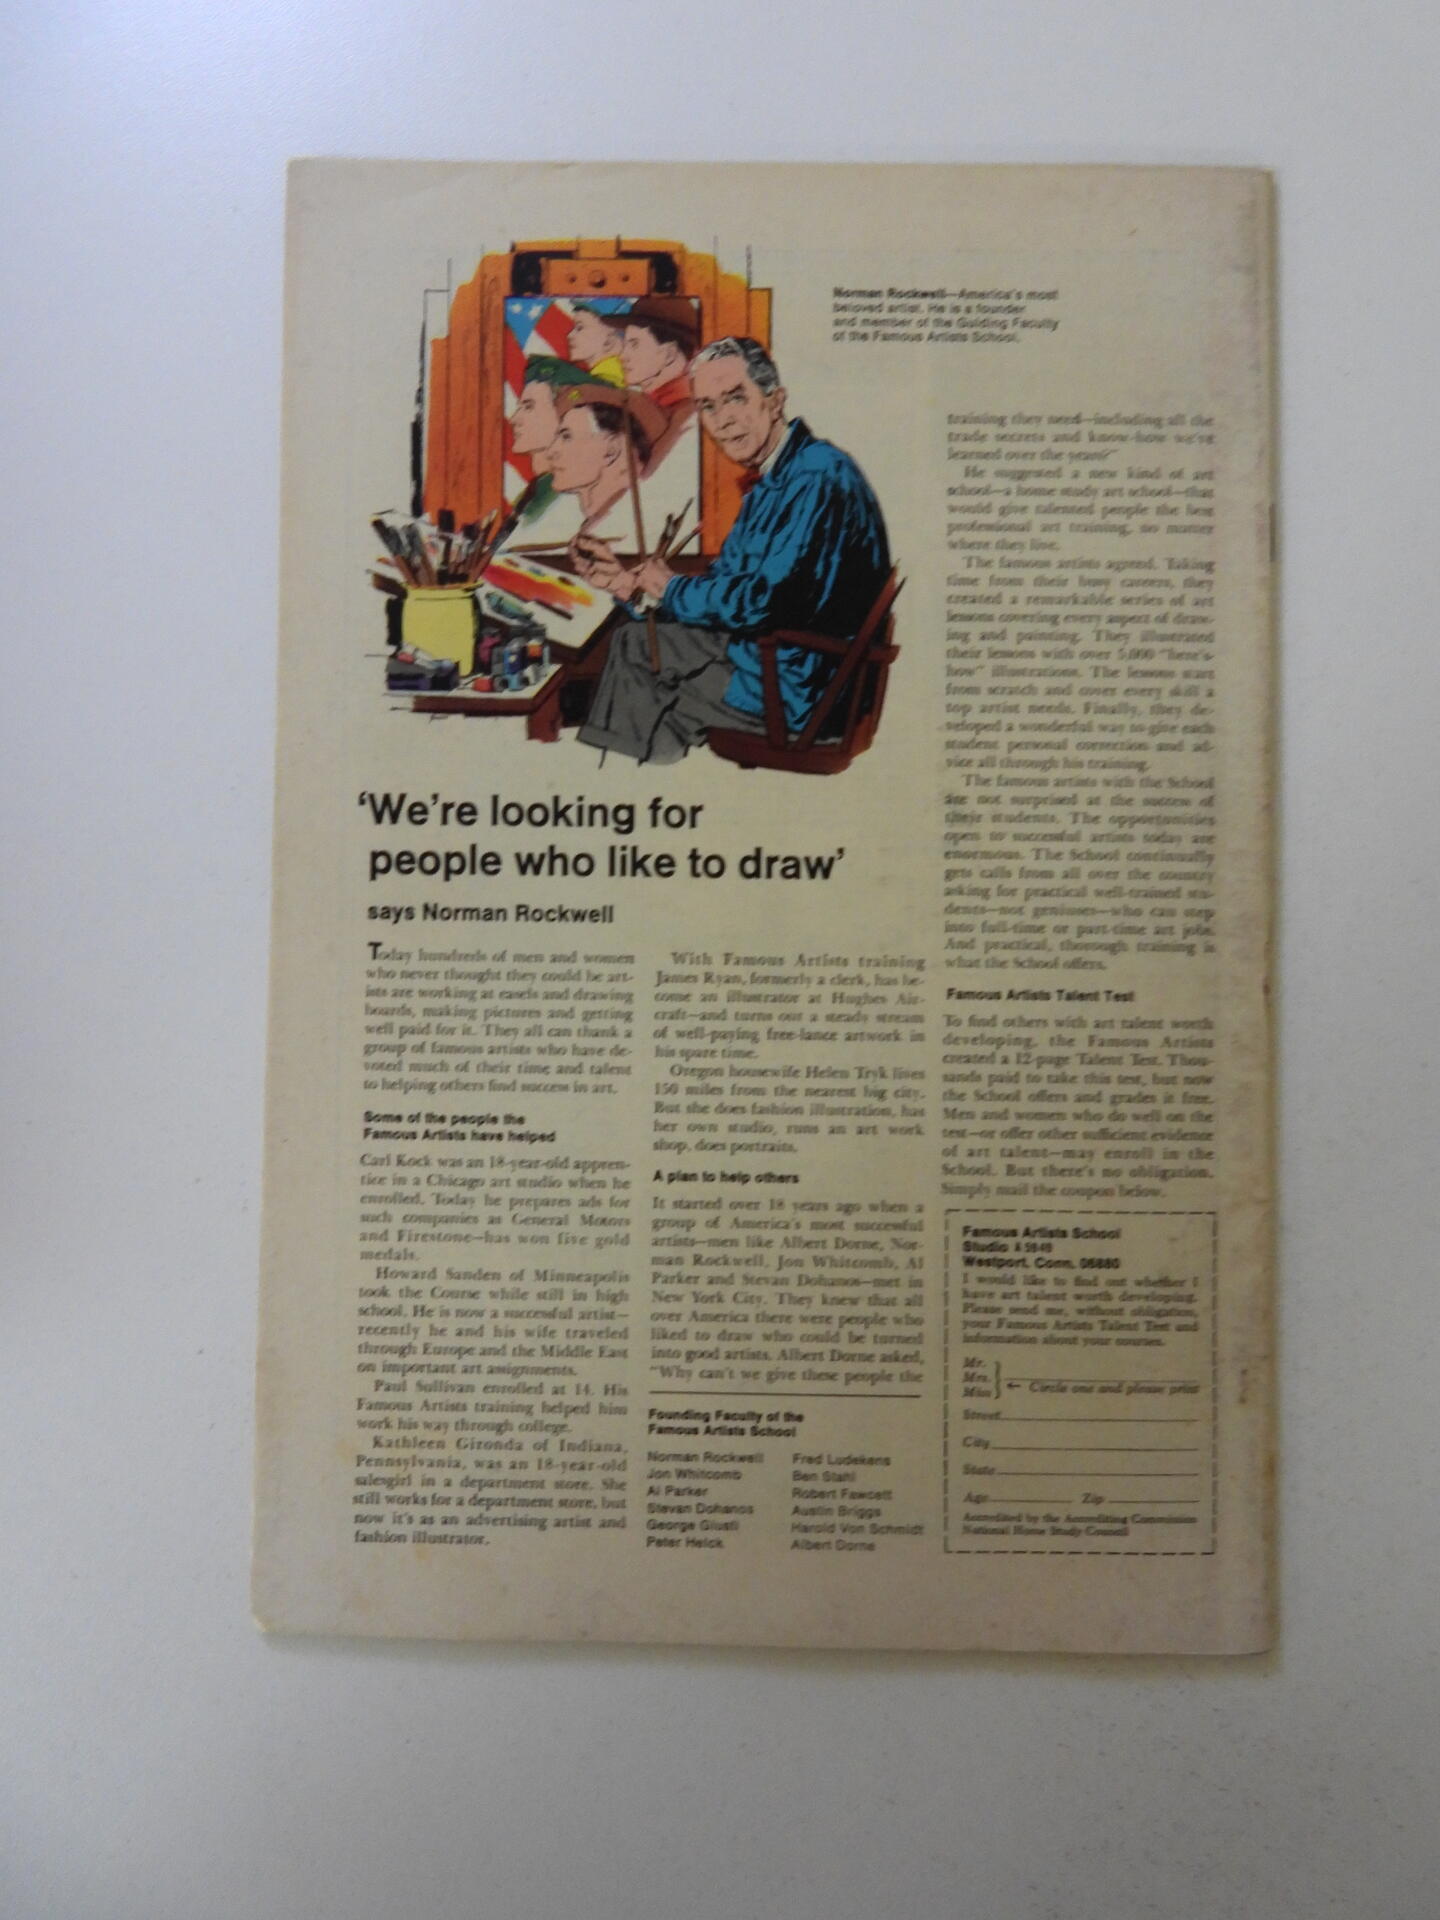 Norman Rockwell—America's most
beloved artist. He is a founder
and member of the Guiding Faculty
of the Famous Artists School.
'We're looking for
people who like to draw'
says Norman Rockwell
Today hundreds of men and women
who never thought they could be art-
ists are working at easels and drawing
boards, making pictures and getting
well paid for it. They all can thank a
group of famous artists who have de-
voted much of their time and talent
to helping others find success in art.
Some of the people the
Famous Artists have helped
Carl Kock was an 18-year-old appren-
tice in a Chicago art studio when he
enrolled. Today he prepares ads for
such companies as General Motors
and Firestone—has won five gold
medals.
Howard Sanden of Minneapolis
took the Course while still in high
school. He is now a successful artist—
recently he and his wife traveled
through Europe and the Middle East
on important art assignments.
Paul Sullivan enrolled at 14. His
Famous Artists training helped him
work his way through college.
Kathleen Gironda of Indiana,
Pennsylvania, was an 18-year-old
salesgirl in a department store. She
still works for a department store, but
now it's as an advertising artist and
fashion illustrator.
With Famous Artists training
James Ryan, formerly a clerk, has be-
come an illustrator at Hughes Air-
craft—and turns out a steady stream
of well-paying free-lance artwork in
his spare time.
Oregon housewife Helen Tryk lives
150 miles from the nearest big city.
But she does fashion illustration, has
her own studio, runs an art work
shop, does portraits.
A plan to help others
It started over 18 years ago when a
group of America's most successful
artists—men like Albert Dorne, Nor-
man Rockwell, Jon Whitcomb, Al
Parker and Stevan Dohanos—met in
New York City. They knew that all
over America there were people who
liked to draw who could be turned
into good artists. Albert Dorne asked,
"Why can't we give these people the
Founding Faculty of the
Famous Artists School
Norman Rockwell
Jon Whitcomb
Al Parker
Stevan Dohanos
George Giusti
Peter Helck
Fred Ludekens
Ben Stahl
Robert Fawcett
Austin Briggs
Harold Von Schmidt
Albert Dorne
training they need—including all the
trade secrets and know-how we've
learned over the years?"
He suggested a new kind of art
school—a home study art school—that
would give talented people the best
professional art training, no matter
where they live.
The famous artists agreed. Taking
time from their busy careers, they
created a remarkable series of art
lessons covering every aspect of draw-
ing and painting. They illustrated
their lessons with over 5,000 "here's-
how" illustrations. The lessons start
from scratch and cover every skill a
top artist needs. Finally, they de-
veloped a wonderful way to give each
student personal correction and ad-
vice all through his training.
The famous artists with the School
are not surprised at the success of
their students. The opportunities
open to successful artists today are
enormous. The School continually
gets calls from all over the country
asking for practical well-trained stu-
dents—not geniuses—who can step
into full-time or part-time art jobs.
And practical, thorough training is
what the School offers.
Famous Artists Talent Test
To find others with art talent worth
developing, the Famous Artists
created a 12-page Talent Test. Thou-
sands paid to take this test, but now
the School offers and grades it free.
Men and women who do well on the
test—or offer other sufficient evidence
of art talent—may enroll in the
School. But there's no obligation.
Simply mail the coupon below.
Famous Artists School
Studio
Westport, Conn. 06880
I would like to find out whether I
have art talent worth developing.
Please send me, without obligation,
your Famous Artists Talent Test and
information about your courses.
Mr.
Mrs.
Miss ← Circle one and please print
Street
City
State
Age Zip
Accredited by the Accrediting Commission
National Home Study Council